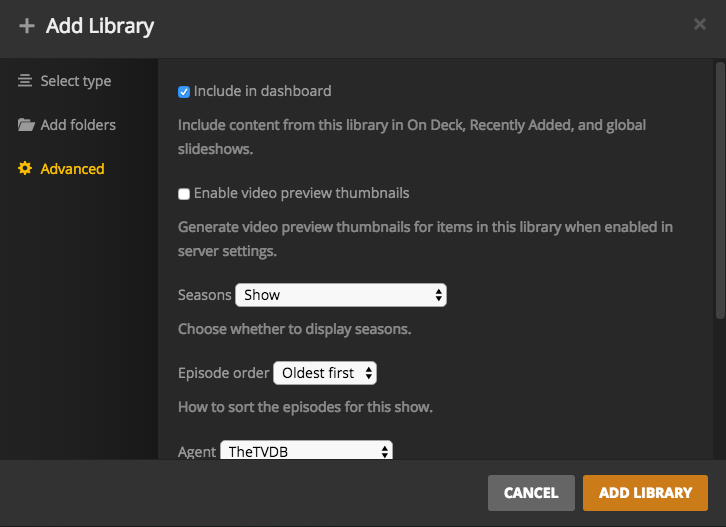 Add Library
Select type
Add folders
Advanced
Include in dashboard
Include content from this library in On Deck, Recently Added, and global
slideshows.
Enable video preview thumbnails
Generate video preview thumbnails for items in this library when enabled in
server settings.
Seasons Show
Choose whether to display seasons.
Episode order Oldest first
How to sort the episodes for this show.
Agent TheTVDB
CANCEL ADD LIBRARY